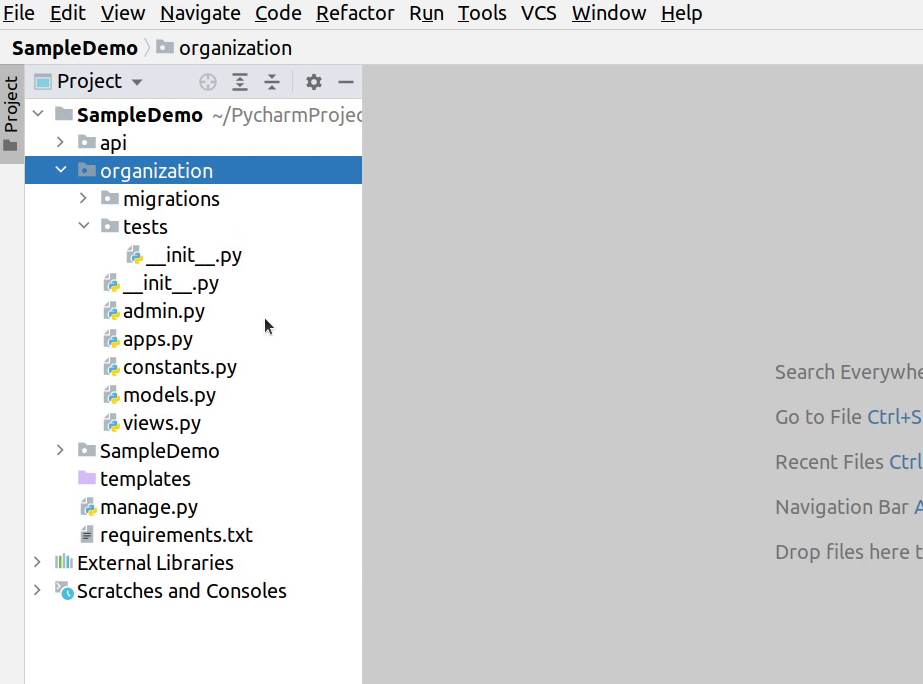 File Edit View Navigate Code Refactor Run Tools VCS Window Help
SampleDemo organization
Project
Project
SampleDemo ~/PycharmProjec
api
organization
migrations
tests
__init__.py
__init__.py
admin.py
apps.py
constants.py
models.py
views.py
SampleDemo
templates
manage.py
requirements.txt
External Libraries
Scratches and Consoles
Search Everywhe
Go to File Ctrl+S
Recent Files Ctrl
Navigation Bar A
Drop files here t